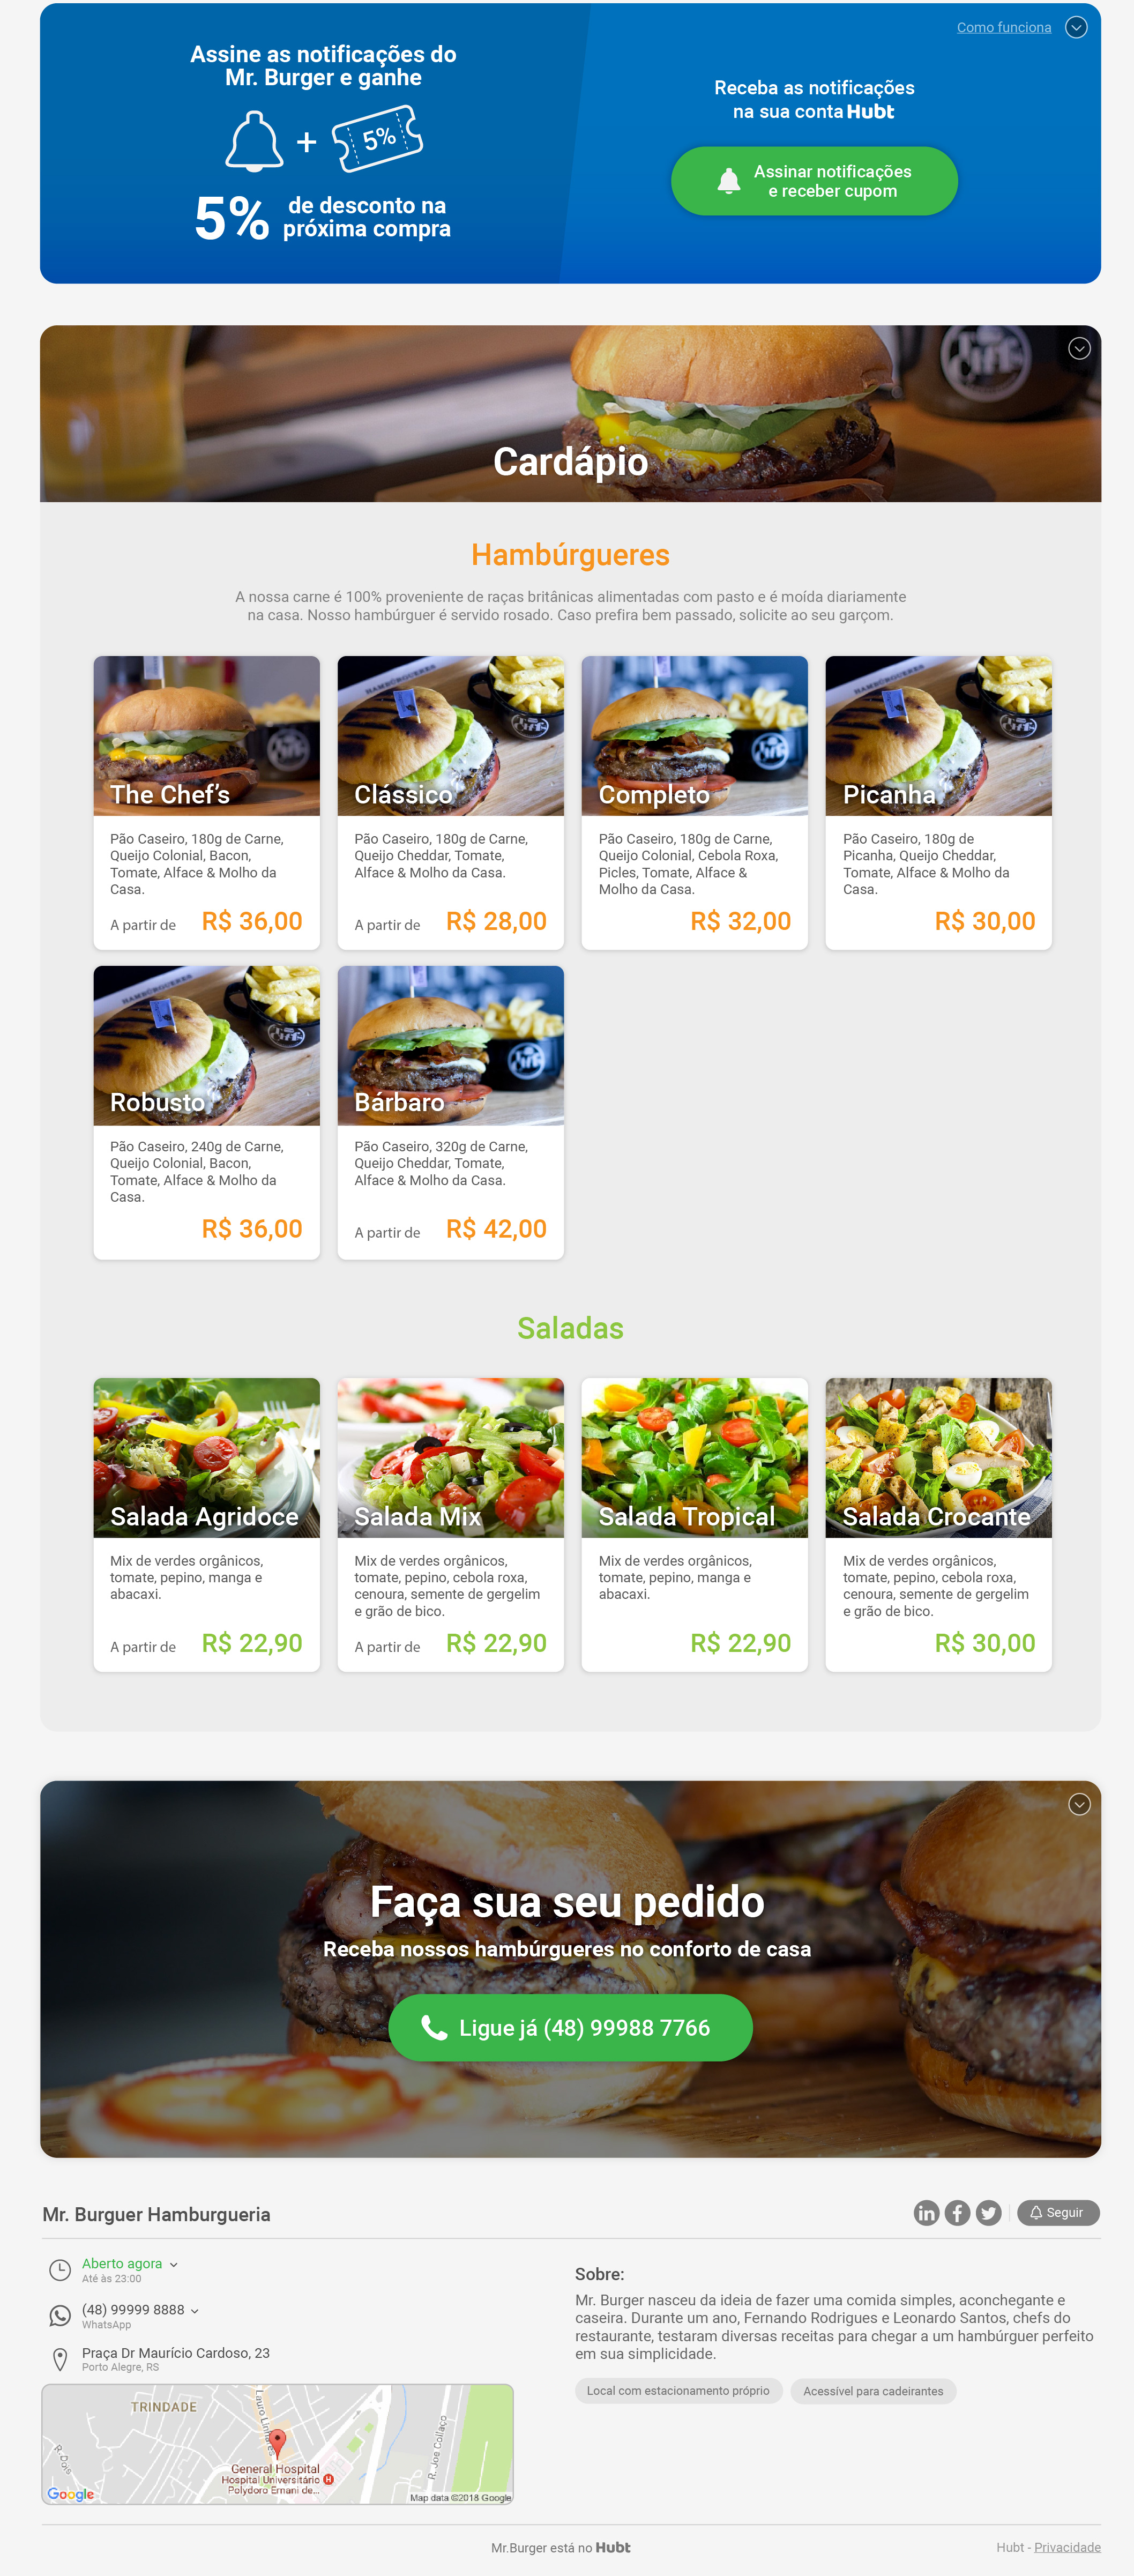 Como funciona
Assine as notificações do
Mr. Burger e ganhe
+
5%
5%
de desconto na
próxima compra
Receba as notificações
na sua conta Hubt
Assinar notificações
e receber cupom
Cardápio
Hambúrgueres
A nossa carne é 100% proveniente de raças britânicas alimentadas com pasto e é moída diariamente
na casa. Nosso hambúrguer é servido rosado. Caso prefira bem passado, solicite ao seu garçom.
The Chef’s
Pão Caseiro, 180g de Carne,
Queijo Colonial, Bacon,
Tomate, Alface & Molho da
Casa.
A partir de R$ 36,00
HAMBÚRGUERES
Clássico
Pão Caseiro, 180g de Carne,
Queijo Cheddar, Tomate,
Alface & Molho da Casa.
A partir de R$ 28,00
Completo
Pão Caseiro, 180g de Carne,
Queijo Colonial, Cebola Roxa,
Picles, Tomate, Alface &
Molho da Casa.
R$ 32,00
HAMBÚRGUERES
Picanha
Pão Caseiro, 180g de
Picanha, Queijo Cheddar,
Tomate, Alface & Molho da
Casa.
R$ 30,00
HAMBÚRGUERES
Robusto
Pão Caseiro, 240g de Carne,
Queijo Colonial, Bacon,
Tomate, Alface & Molho da
Casa.
R$ 36,00
Bárbaro
Pão Caseiro, 320g de Carne,
Queijo Cheddar, Tomate,
Alface & Molho da Casa.
A partir de R$ 42,00
Saladas
Salada Agridoce
Mix de verdes orgânicos,
tomate, pepino, manga e
abacaxi.
A partir de R$ 22,90
Salada Mix
Mix de verdes orgânicos,
tomate, pepino, cebola roxa,
cenoura, semente de gergelim
e grão de bico.
A partir de R$ 22,90
Salada Tropical
Mix de verdes orgânicos,
tomate, pepino, manga e
abacaxi.
R$ 22,90
Salada Crocante
Mix de verdes orgânicos,
tomate, pepino, cebola roxa,
cenoura, semente de gergelim
e grão de bico.
R$ 30,00
Faça sua seu pedido
Receba nossos hambúrgueres no conforto de casa
Ligue já (48) 99988 7766
Mr. Burguer Hamburgueria
in f Seguir
Aberto agora
Até às 23:00
(48) 99999 8888
WhatsApp
Praça Dr Maurício Cardoso, 23
Porto Alegre, RS
Sobre:
Mr. Burger nasceu da ideia de fazer uma comida simples, aconchegante e
caseira. Durante um ano, Fernando Rodrigues e Leonardo Santos, chefs do
restaurante, testaram diversas receitas para chegar a um hambúrguer perfeito
em sua simplicidade.
Local com estacionamento próprio
Acessível para cadeirantes
TRINDADE
Lauro Linhares
R. Dois
R. Joe Collaço
General Hospital
Hospital Universitário H
Polydoro Ernani de...
Google
Map data ©2018 Google
Mr.Burger está no Hubt
Hubt - Privacidade